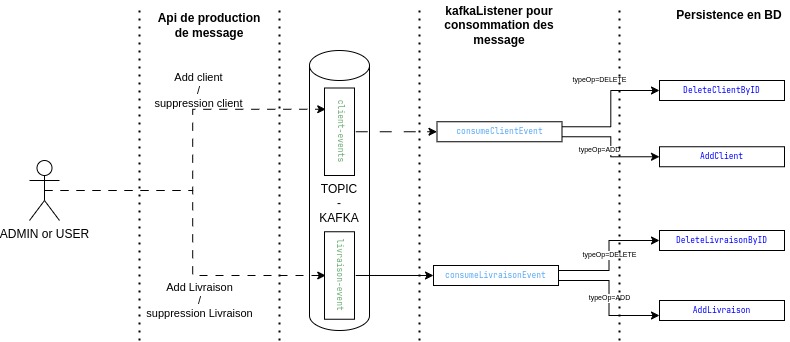 Api de production
de message
kafkaListener pour
consommation des
message
Persistence en BD
Add client
/
suppression client
client-events
TOPIC
-
KAFKA
livraison-event
ADMIN or USER
Add Livraison
/
suppression Livraison
consumeClientEvent
typeOp=DELETE
DeleteClientByID
typeOp=ADD
AddClient
consumeLivraisonEvent
typeOp=DELETE
DeleteLivraisonByID
typeOp=ADD
AddLivraison